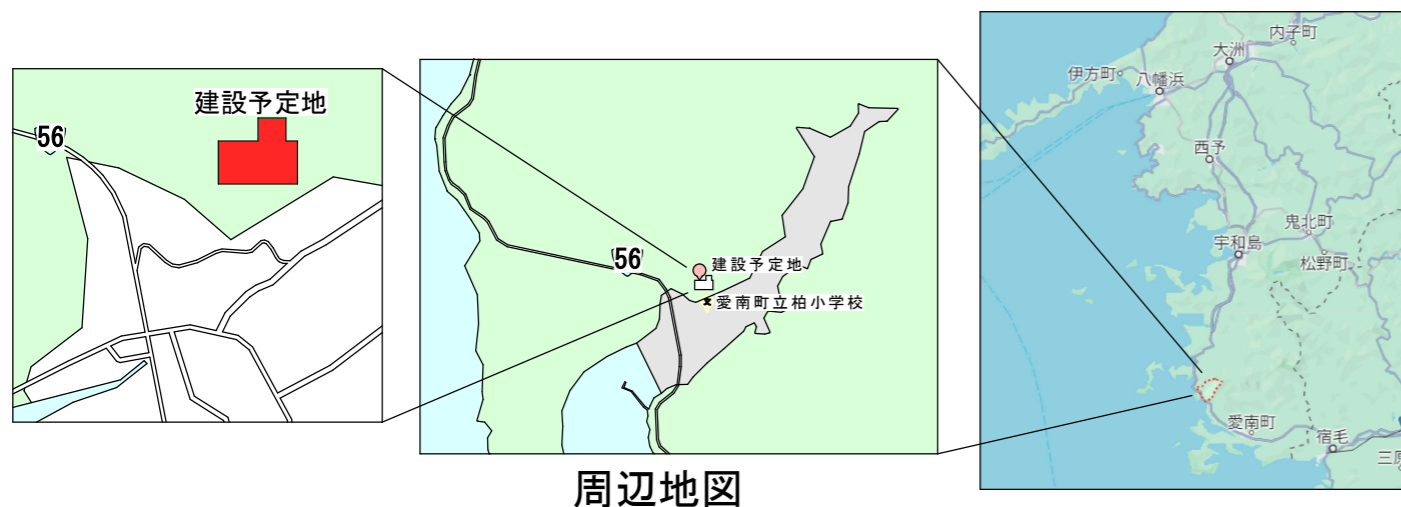 建設予定地
56
56
建設予定地
愛南町立柏小学校
内子町
大洲
伊方町
八幡浜
西予
鬼北町
宇和島
松野町
愛南町
宿毛
三原
周辺地図